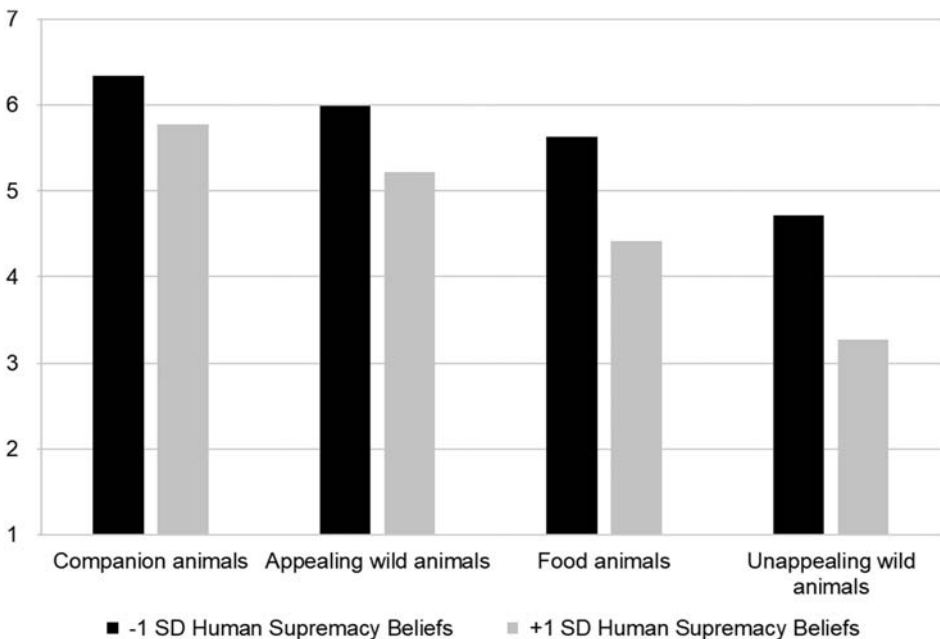 7
6
5
4
3
2
1
Companion animals Appealing wild animals Food animals Unappealing wild
animals
-1 SD Human Supremacy Beliefs +1 SD Human Supremacy Beliefs